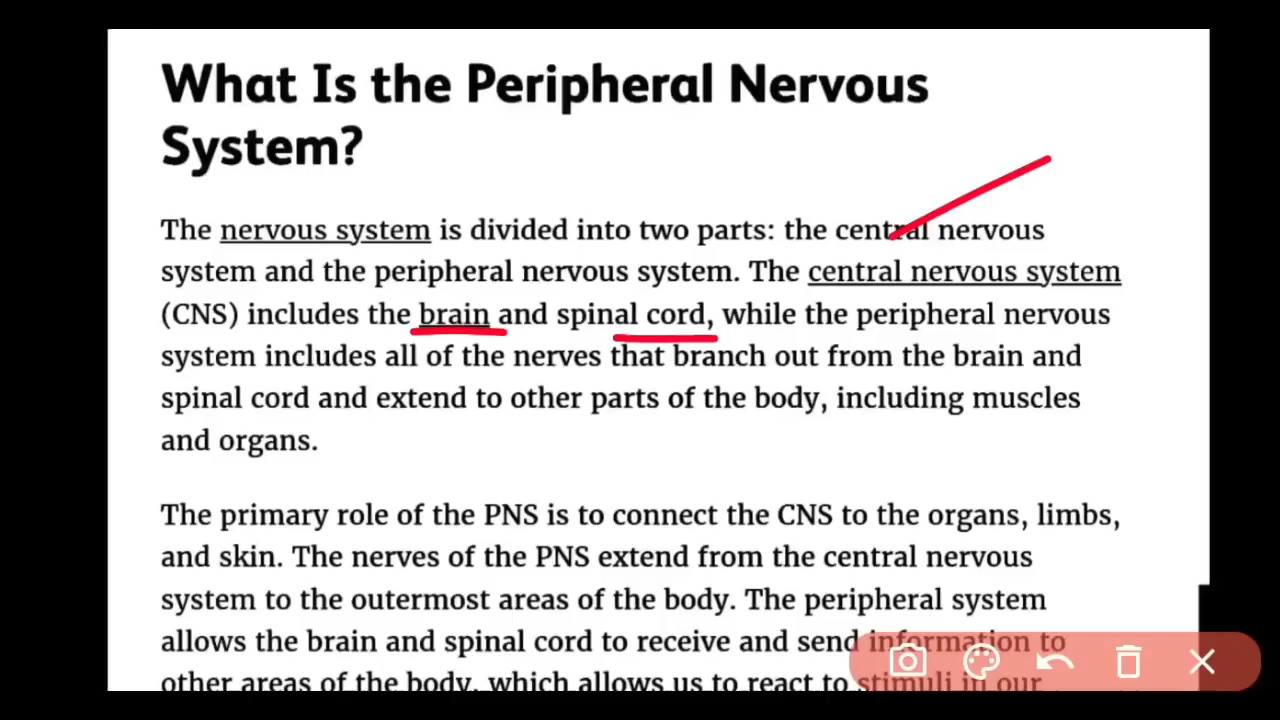 What Is the Peripheral Nervous
System?
The nervous system is divided into two parts: the central nervous
system and the peripheral nervous system. The central nervous system
(CNS) includes the brain and spinal cord, while the peripheral nervous
system includes all of the nerves that branch out from the brain and
spinal cord and extend to other parts of the body, including muscles
and organs.
The primary role of the PNS is to connect the CNS to the organs, limbs,
and skin. The nerves of the PNS extend from the central nervous
system to the outermost areas of the body. The peripheral system
allows the brain and spinal cord to receive and send information to
other areas of the body, which allows us to react to stimuli in our